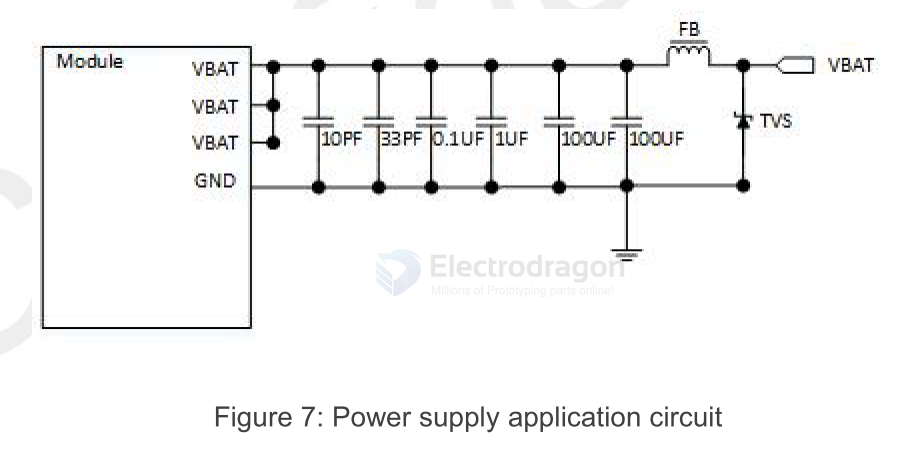 FB
Module
VBAT
VBAT
VBAT
VBAT
TVS
10PF 33PF 0.1UF 1UF 100UF 100UF
GND
Electrodragon
Millions of Prototyping parts online!
Figure 7: Power supply application circuit